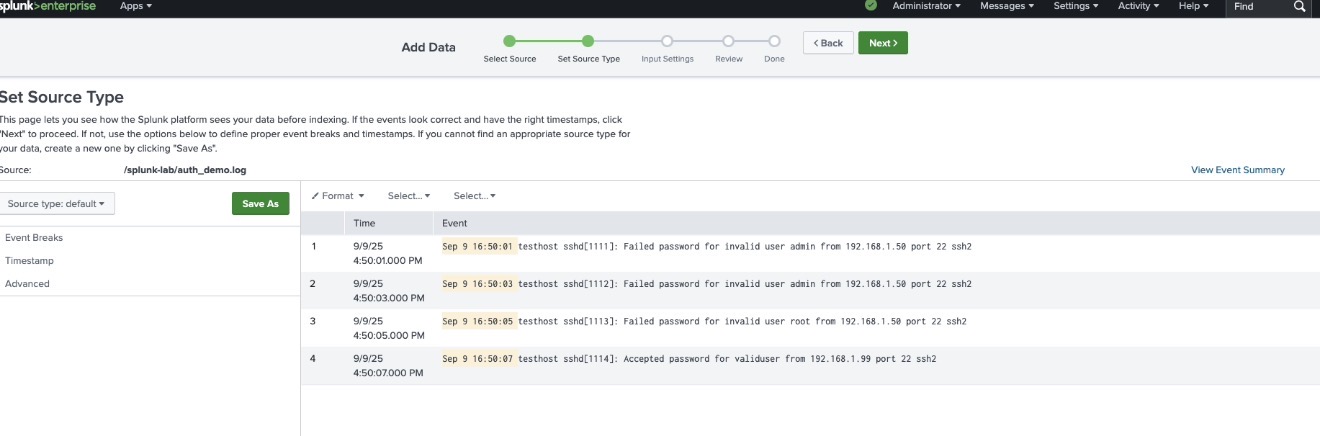 splunk>enterprise Apps Administrator Messages Settings Activity Help Find
Add Data
Select Source Set Source Type Input Settings Review Done
< Back Next >
Set Source Type
This page lets you see how the Splunk platform sees your data before indexing. If the events look correct and have the right timestamps, click
"Next" to proceed. If not, use the options below to define proper event breaks and timestamps. If you cannot find an appropriate source type for
your data, create a new one by clicking "Save As".
Source: /splunk-lab/auth_demo.log
View Event Summary
Source type: default Save As
Event Breaks
Timestamp
Advanced
Format Select... Select...
Time Event
1 9/9/25 Sep 9 16:50:01 testhost sshd[1111]: Failed password for invalid user admin from 192.168.1.50 port 22 ssh2
4:50:01.000 PM
2 9/9/25 Sep 9 16:50:03 testhost sshd[1112]: Failed password for invalid user admin from 192.168.1.50 port 22 ssh2
4:50:03.000 PM
3 9/9/25 Sep 9 16:50:05 testhost sshd[1113]: Failed password for invalid user root from 192.168.1.50 port 22 ssh2
4:50:05.000 PM
4 9/9/25 Sep 9 16:50:07 testhost sshd[1114]: Accepted password for validuser from 192.168.1.99 port 22 ssh2
4:50:07.000 PM